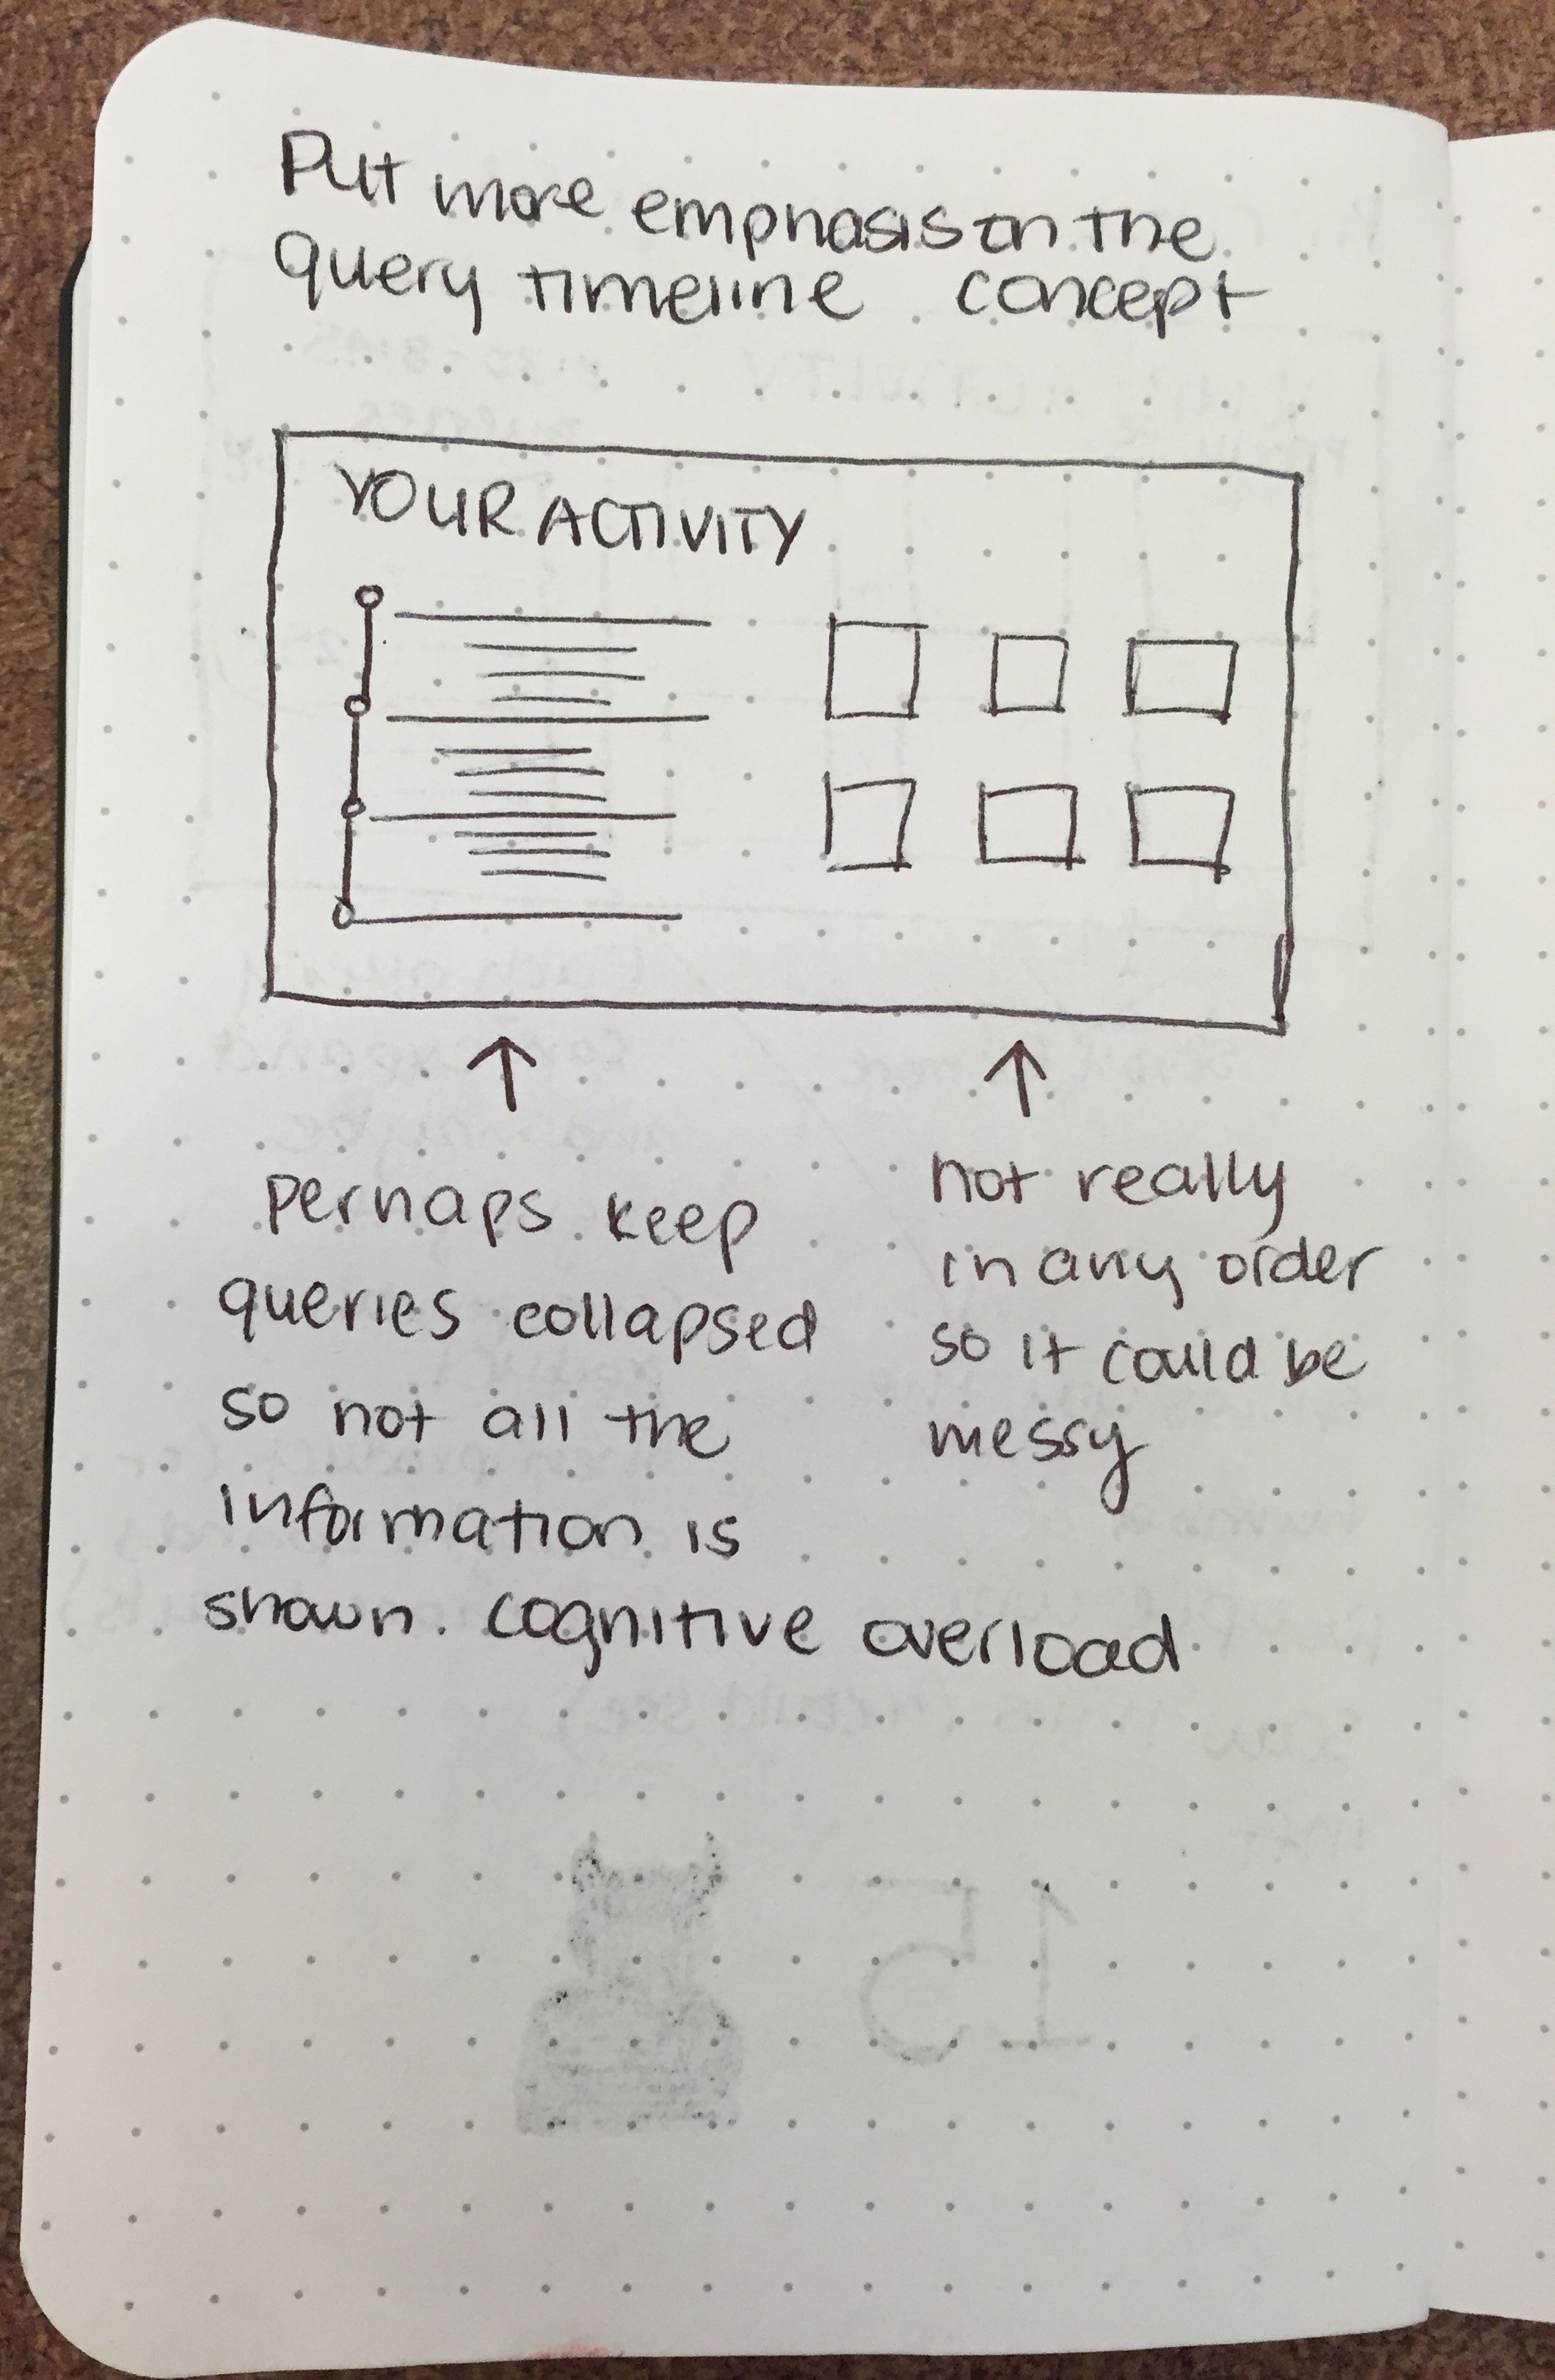 Put more emphasis on the
query timeline concept
YOUR ACTIVITY
perhaps keep
queries collapsed
so not all the
information is
shown. cognitive overload
not really
in any order
so it could be
messy
15